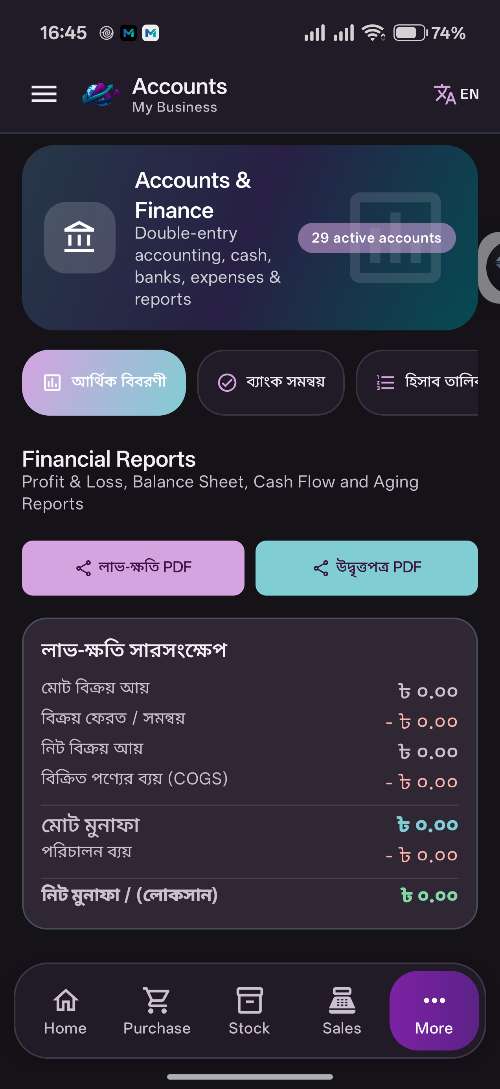 16:45
74%
Accounts
My Business
EN
Accounts &
Finance
Double-entry
accounting, cash,
banks, expenses &
reports
29 active accounts
আর্থিক বিবরণী
ব্যাংক সমন্বয়
হিসাব তালিক
Financial Reports
Profit & Loss, Balance Sheet, Cash Flow and Aging
Reports
লাভ-ক্ষতি PDF
উদ্বৃত্তপত্র PDF
লাভ-ক্ষতি সারসংক্ষেপ
মোট বিক্রয় আয় ৳ ০.০০
বিক্রয় ফেরত / সমন্বয় - ৳ ০.০০
নিট বিক্রয় আয় ৳ ০.০০
বিক্রিত পণ্যের ব্যয় (COGS) - ৳ ০.০০
মোট মুনাফা ৳ ০.০০
পরিচালন ব্যয় - ৳ ০.০০
নিট মুনাফা / (লোকসান) ৳ ০.০০
Home
Purchase
Stock
Sales
More